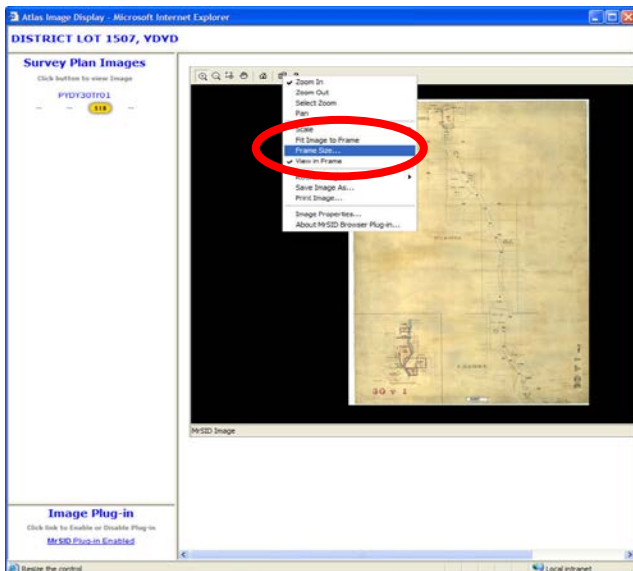 Atlas Image Display - Microsoft Internet Explorer
DISTRICT LOT 1507, YDYD
Survey Plan Images
Click button to view Image
PYDY30Tr01
SID
Zoom In
Zoom Out
Select Zoom
Pan
Scale
Fit Image to Frame
Frame Size...
View in Frame
Save Image As...
Print Image...
Image Properties...
About MrSID Browser Plug-in...
30 T 1
MrSID Image
Image Plug-in
Click link to Enable or Disable Plug-in
MrSID Plug-in Enabled
Resize the control
Local intranet